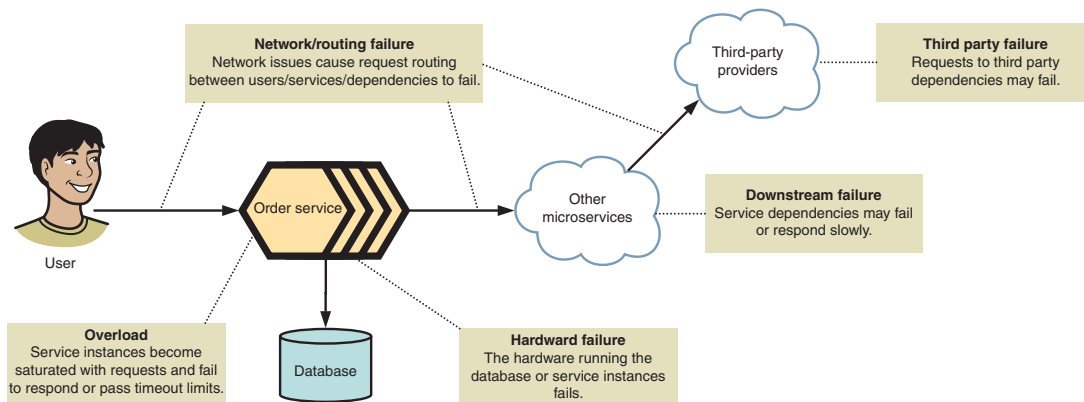 Network/routing failure
Network issues cause request routing
between users/services/dependencies to fail.
Third-party
providers
Third party failure
Requests to third party
dependencies may fail.
Order service
Other
microservices
Downstream failure
Service dependencies may fail
or respond slowly.
User
Overload
Service instances become
saturated with requests and fail
to respond or pass timeout limits.
Database
Hardward failure
The hardware running the
database or service instances
fails.